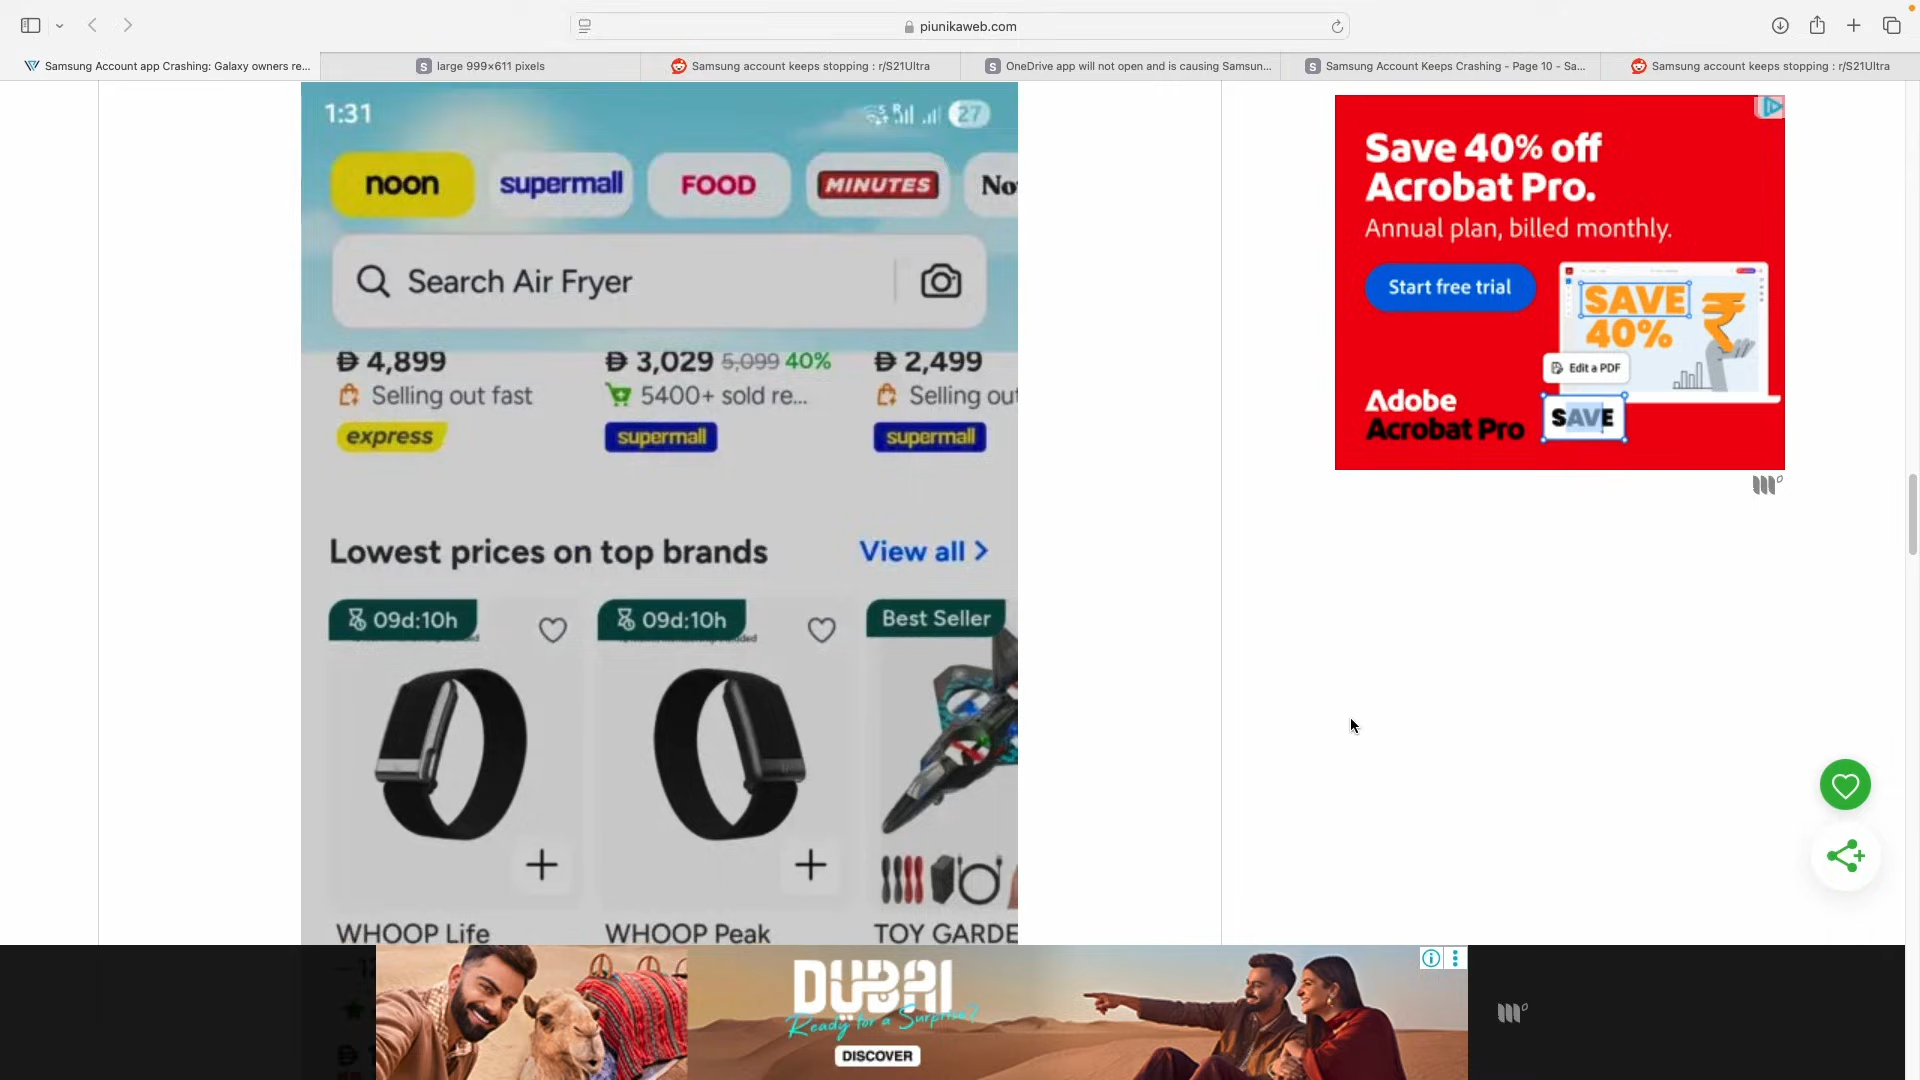 piunikaweb.com
Samsung Account app Crashing: Galaxy owners re...
S large 999×611 pixels
Samsung account keeps stopping : r/S21Ultra
S OneDrive app will not open and is causing Samsun...
S Samsung Account Keeps Crashing - Page 10 - Sa...
Samsung account keeps stopping : r/S21Ultra
1:31
27
noon
supermall
FOOD
MINUTES
No
Search Air Fryer
4,899
3,029 5,099 40%
2,499
Selling out fast
5400+ sold re...
Selling out
express
supermall
supermall
Lowest prices on top brands
View all >
09d:10h
09d:10h
Best Seller
WHOOP Life
WHOOP Peak
TOY GARDE
Save 40% off
Acrobat Pro.
Annual plan, billed monthly.
Start free trial
SAVE
40%
₹
Edit a PDF
SAVE
Adobe
Acrobat Pro
DUBAI
Ready for a Surprise?
DISCOVER